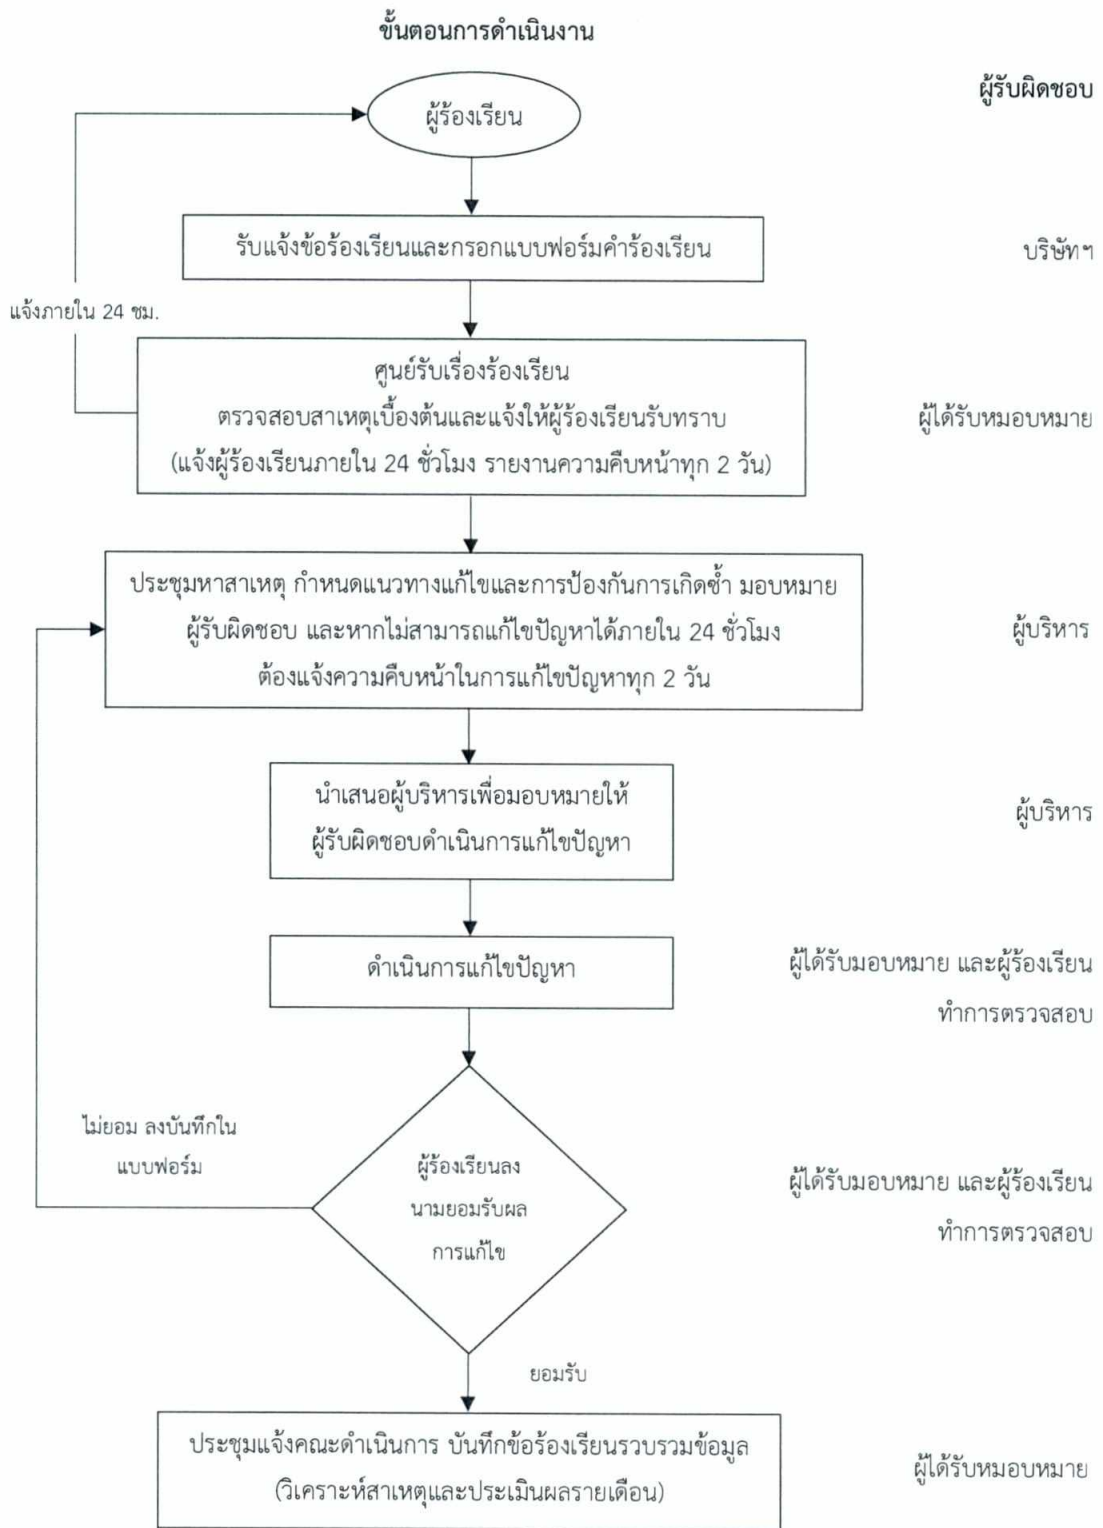 ขั้นตอนการดำเนินงาน
ผู้รับผิดชอบ
ผู้ร้องเรียน
รับแจ้งข้อร้องเรียนและกรอกแบบฟอร์มคำร้องเรียน
บริษัทฯ
แจ้งภายใน 24 ชม.
ศูนย์รับเรื่องร้องเรียน
ตรวจสอบสาเหตุเบื้องต้นและแจ้งให้ผู้ร้องเรียนรับทราบ
(แจ้งผู้ร้องเรียนภายใน 24 ชั่วโมง รายงานความคืบหน้าทุก 2 วัน)
ผู้ได้รับหมอบหมาย
ประชุมหาสาเหตุ กำหนดแนวทางแก้ไขและการป้องกันการเกิดซ้ำ มอบหมาย
ผู้รับผิดชอบ และหากไม่สามารถแก้ไขปัญหาได้ภายใน 24 ชั่วโมง
ต้องแจ้งความคืบหน้าในการแก้ไขปัญหาทุก 2 วัน
ผู้บริหาร
นำเสนอผู้บริหารเพื่อมอบหมายให้
ผู้รับผิดชอบดำเนินการแก้ไขปัญหา
ผู้บริหาร
ดำเนินการแก้ไขปัญหา
ผู้ได้รับมอบหมาย และผู้ร้องเรียน
ทำการตรวจสอบ
ไม่ยอม ลงบันทึกใน
แบบฟอร์ม
ผู้ร้องเรียนลง
นามยอมรับผล
การแก้ไข
ผู้ได้รับมอบหมาย และผู้ร้องเรียน
ทำการตรวจสอบ
ยอมรับ
ประชุมแจ้งคณะดำเนินการ บันทึกข้อร้องเรียนรวบรวมข้อมูล
(วิเคราะห์สาเหตุและประเมินผลรายเดือน)
ผู้ได้รับหมอบหมาย